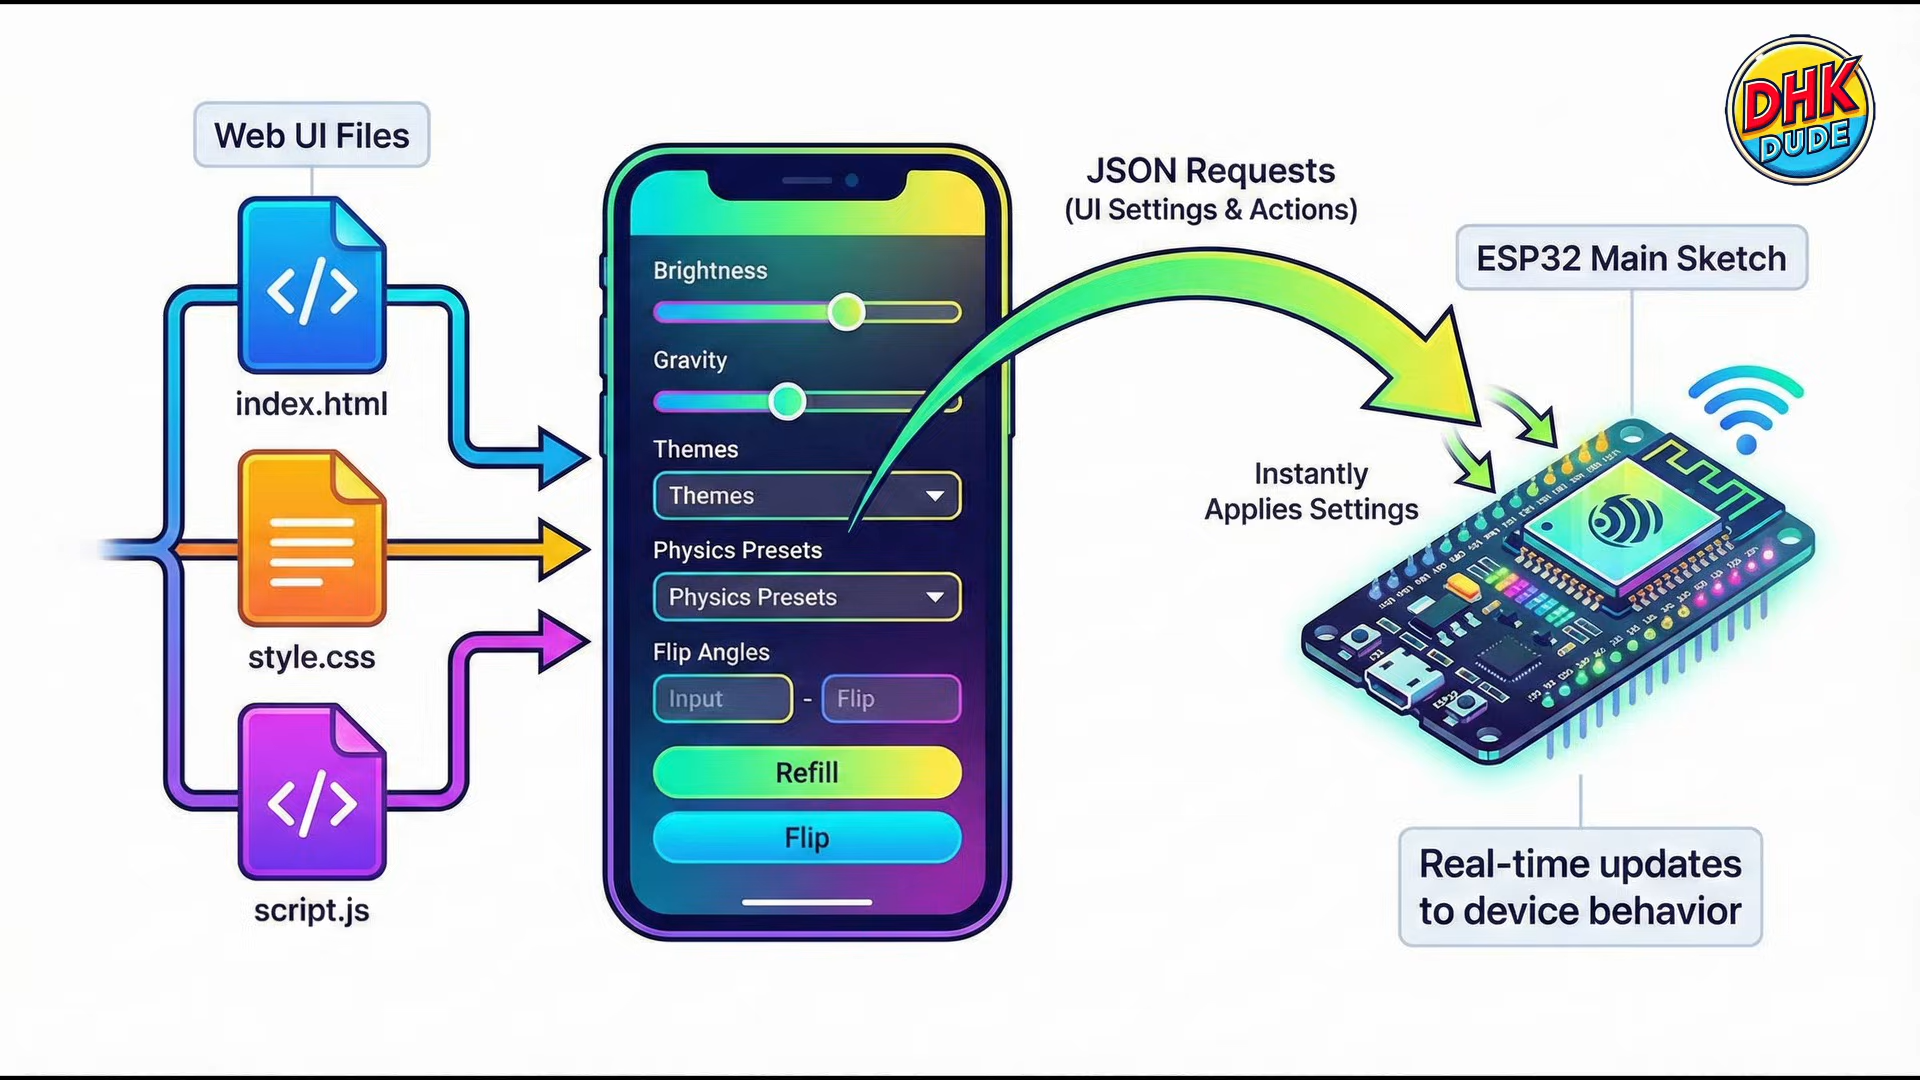 DHK
DUDE
Web UI Files
index.html
style.css
script.js
Brightness
Gravity
Themes
Themes
Physics Presets
Physics Presets
Flip Angles
Input - Flip
Refill
Flip
JSON Requests
(UI Settings & Actions)
Instantly
Applies Settings
ESP32 Main Sketch
Real-time updates
to device behavior